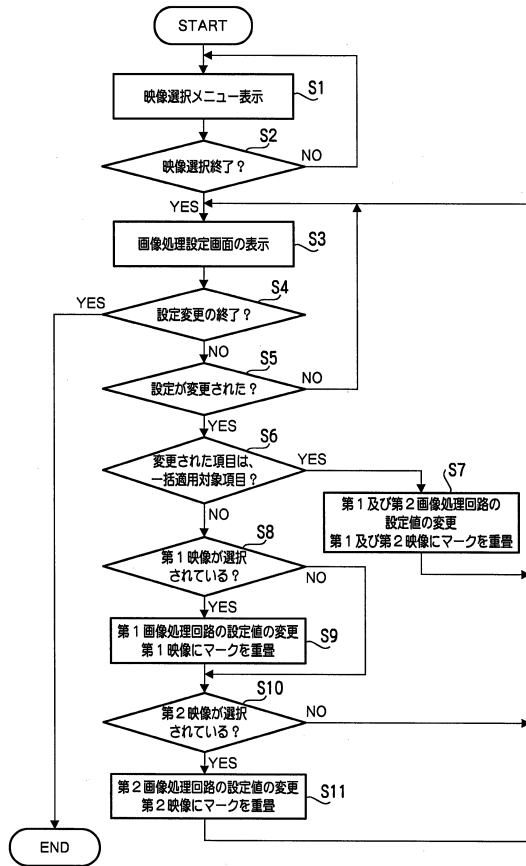 START
映像選択メニュー表示
S1
映像選択終了?
S2
NO
YES
画像処理設定画面の表示
S3
設定変更の終了?
S4
YES
NO
設定が変更された?
S5
NO
YES
変更された項目は、
一括適用対象項目?
S6
YES
NO
第1及び第2画像処理回路の
設定値の変更
第1及び第2映像にマークを重畳
S7
第1映像が選択
されている?
S8
NO
YES
第1画像処理回路の設定値の変更
第1映像にマークを重畳
S9
第2映像が選択
されている?
S10
NO
YES
第2画像処理回路の設定値の変更
第2映像にマークを重畳
S11
END